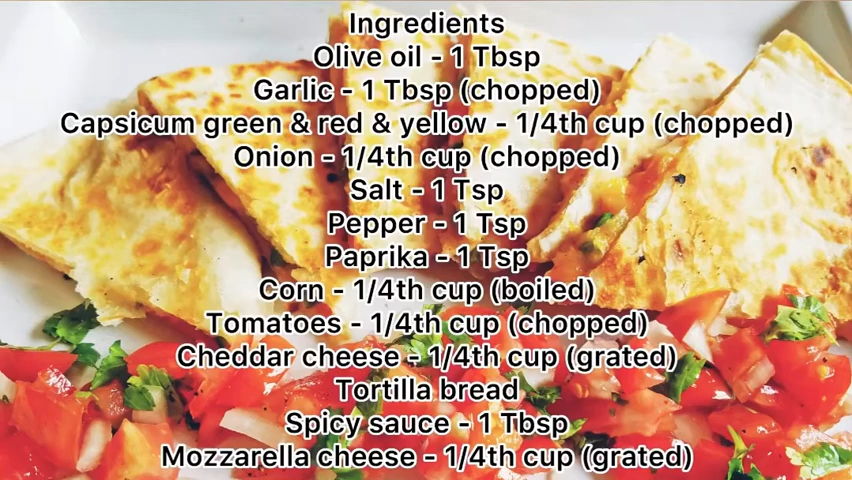 Ingredients
Olive oil - 1 Tbsp
Garlic - 1 Tbsp (chopped)
Capsicum green & red & yellow - 1/4th cup (chopped)
Onion - 1/4th cup (chopped)
Salt - 1 Tsp
Pepper - 1 Tsp
Paprika - 1 Tsp
Corn - 1/4th cup (boiled)
Tomatoes - 1/4th cup (chopped)
Cheddar cheese - 1/4th cup (grated)
Tortilla bread
Spicy sauce - 1 Tbsp
Mozzarella cheese - 1/4th cup (grated)